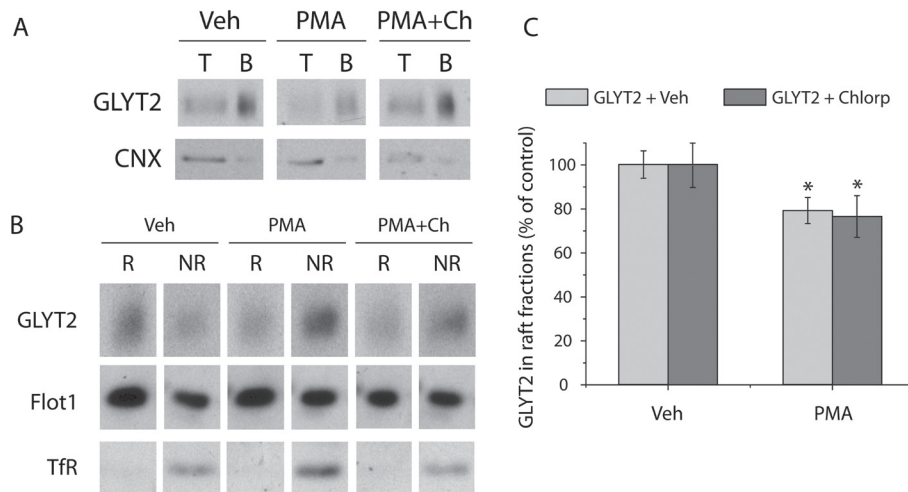 A
Veh PMA PMA+Ch
T B T B T B
GLYT2
CNX
B
Veh PMA PMA+Ch
R NR R NR R NR
GLYT2
Flot1
TfR
C
GLYT2 + Veh GLYT2 + Chlorp
GLYT2 in raft fractions (% of control)
100
80
60
40
20
0
* *
Veh PMA